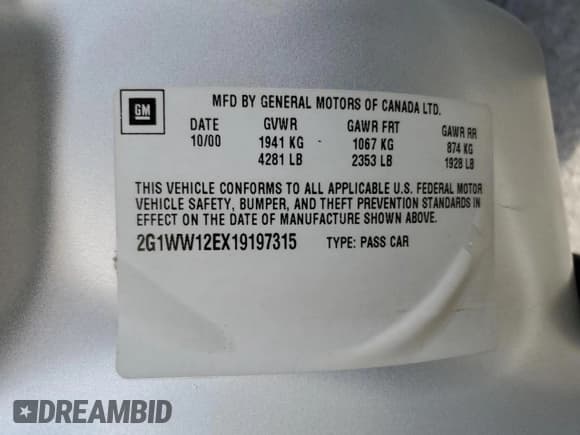 GM
MFD BY GENERAL MOTORS OF CANADA LTD.
DATE GVWR GAWR FRT GAWR RR
10/00 1941 KG 1067 KG 874 KG
4281 LB 2353 LB 1928 LB
THIS VEHICLE CONFORMS TO ALL APPLICABLE U.S. FEDERAL MOTOR
VEHICLE SAFETY, BUMPER, AND THEFT PREVENTION STANDARDS IN
EFFECT ON THE DATE OF MANUFACTURE SHOWN ABOVE.
2G1WW12EX19197315 TYPE: PASS CAR
DREAMBID